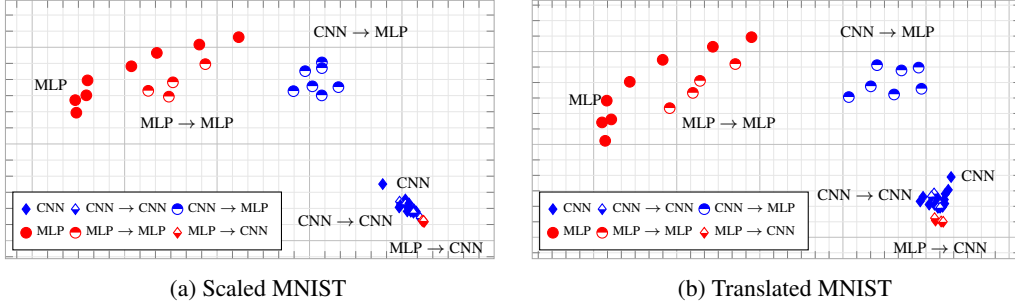 CNN → MLP
MLP
MLP → MLP
CNN
CNN → CNN
MLP → CNN
CNN CNN → CNN CNN → MLP
MLP MLP → MLP MLP → CNN
(a) Scaled MNIST
CNN → MLP
MLP
MLP → MLP
CNN
CNN → CNN
MLP → CNN
CNN CNN → CNN CNN → MLP
MLP MLP → MLP MLP → CNN
(b) Translated MNIST